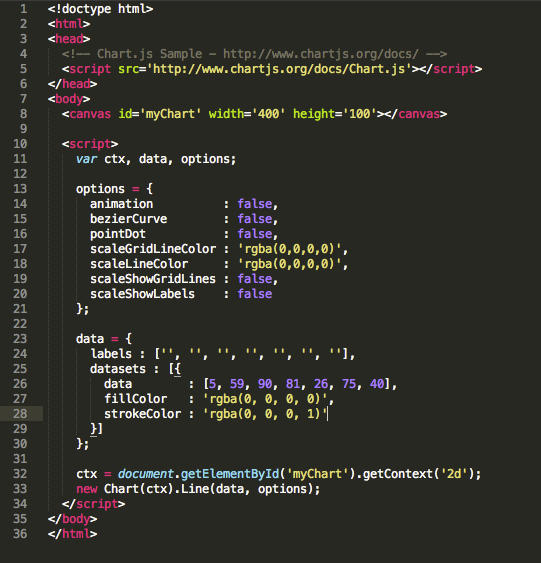 1 <!doctype html>
2 <html>
3 <head>
4   <!-- Chart.js Sample - http://www.chartjs.org/docs/ -->
5   <script src='http://www.chartjs.org/docs/Chart.js'></script>
6 </head>
7 <body>
8   <canvas id='myChart' width='400' height='100'></canvas>
9
10   <script>
11     var ctx, data, options;
12
13     options = {
14       animation          : false,
15       bezierCurve        : false,
16       pointDot           : false,
17       scaleGridLineColor : 'rgba(0,0,0,0)',
18       scaleLineColor     : 'rgba(0,0,0,0)',
19       scaleShowGridLines : false,
20       scaleShowLabels    : false
21     };
22
23     data = {
24       labels : ['', '', '', '', '', '', ''],
25       datasets : [{
26         data        : [5, 59, 90, 81, 26, 75, 40],
27         fillColor   : 'rgba(0, 0, 0, 0)',
28         strokeColor : 'rgba(0, 0, 0, 1)'
29       }]
30     };
31
32     ctx = document.getElementById('myChart').getContext('2d');
33     new Chart(ctx).Line(data, options);
34   </script>
35 </body>
36 </html>